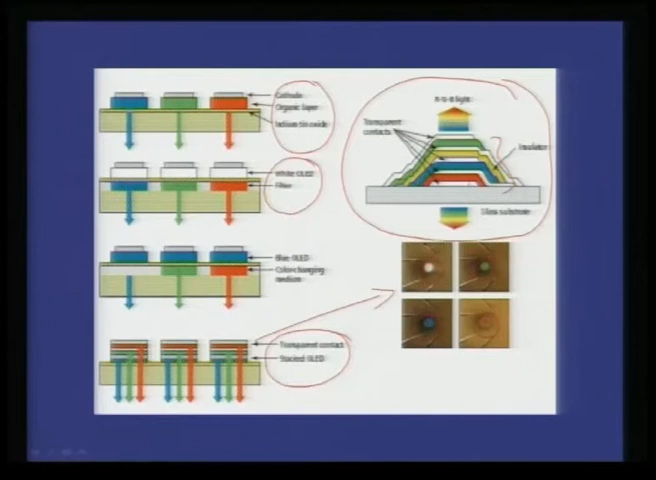 Cathode
Organic layer
Indium tin oxide
White OLED
Filter
Blue OLED
Color-changing
medium
Transparent contact
Stacked OLED
R-G-B light
Transparent
contacts
Insulator
Glass substrate